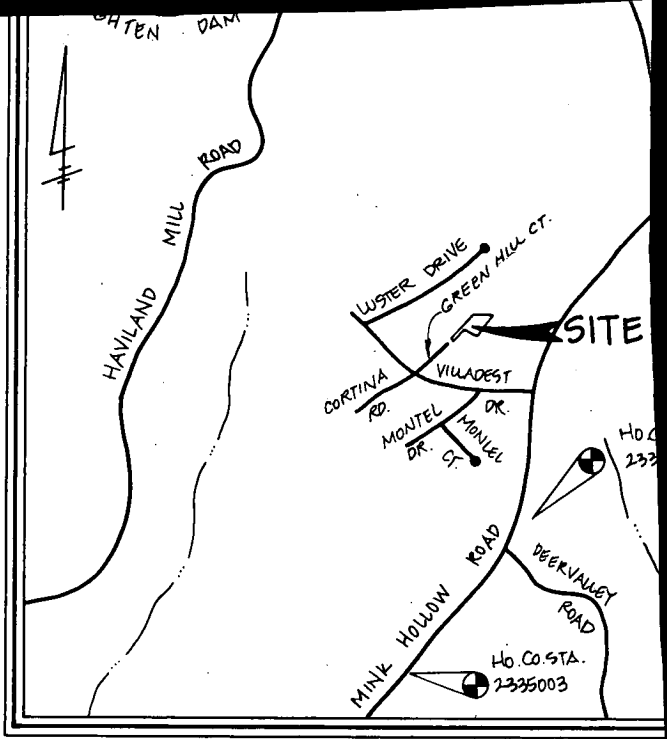 DAM
HAVILAND MILL ROAD
LUSTER DRIVE
GREEN HILL CT.
SITE
CORTINA RD.
VILLADEST DR.
MONTEL DR.
MONLEL CT.
MINK HOLLOW ROAD
DEERVALLEY ROAD
HO.CO.STA.
2335003